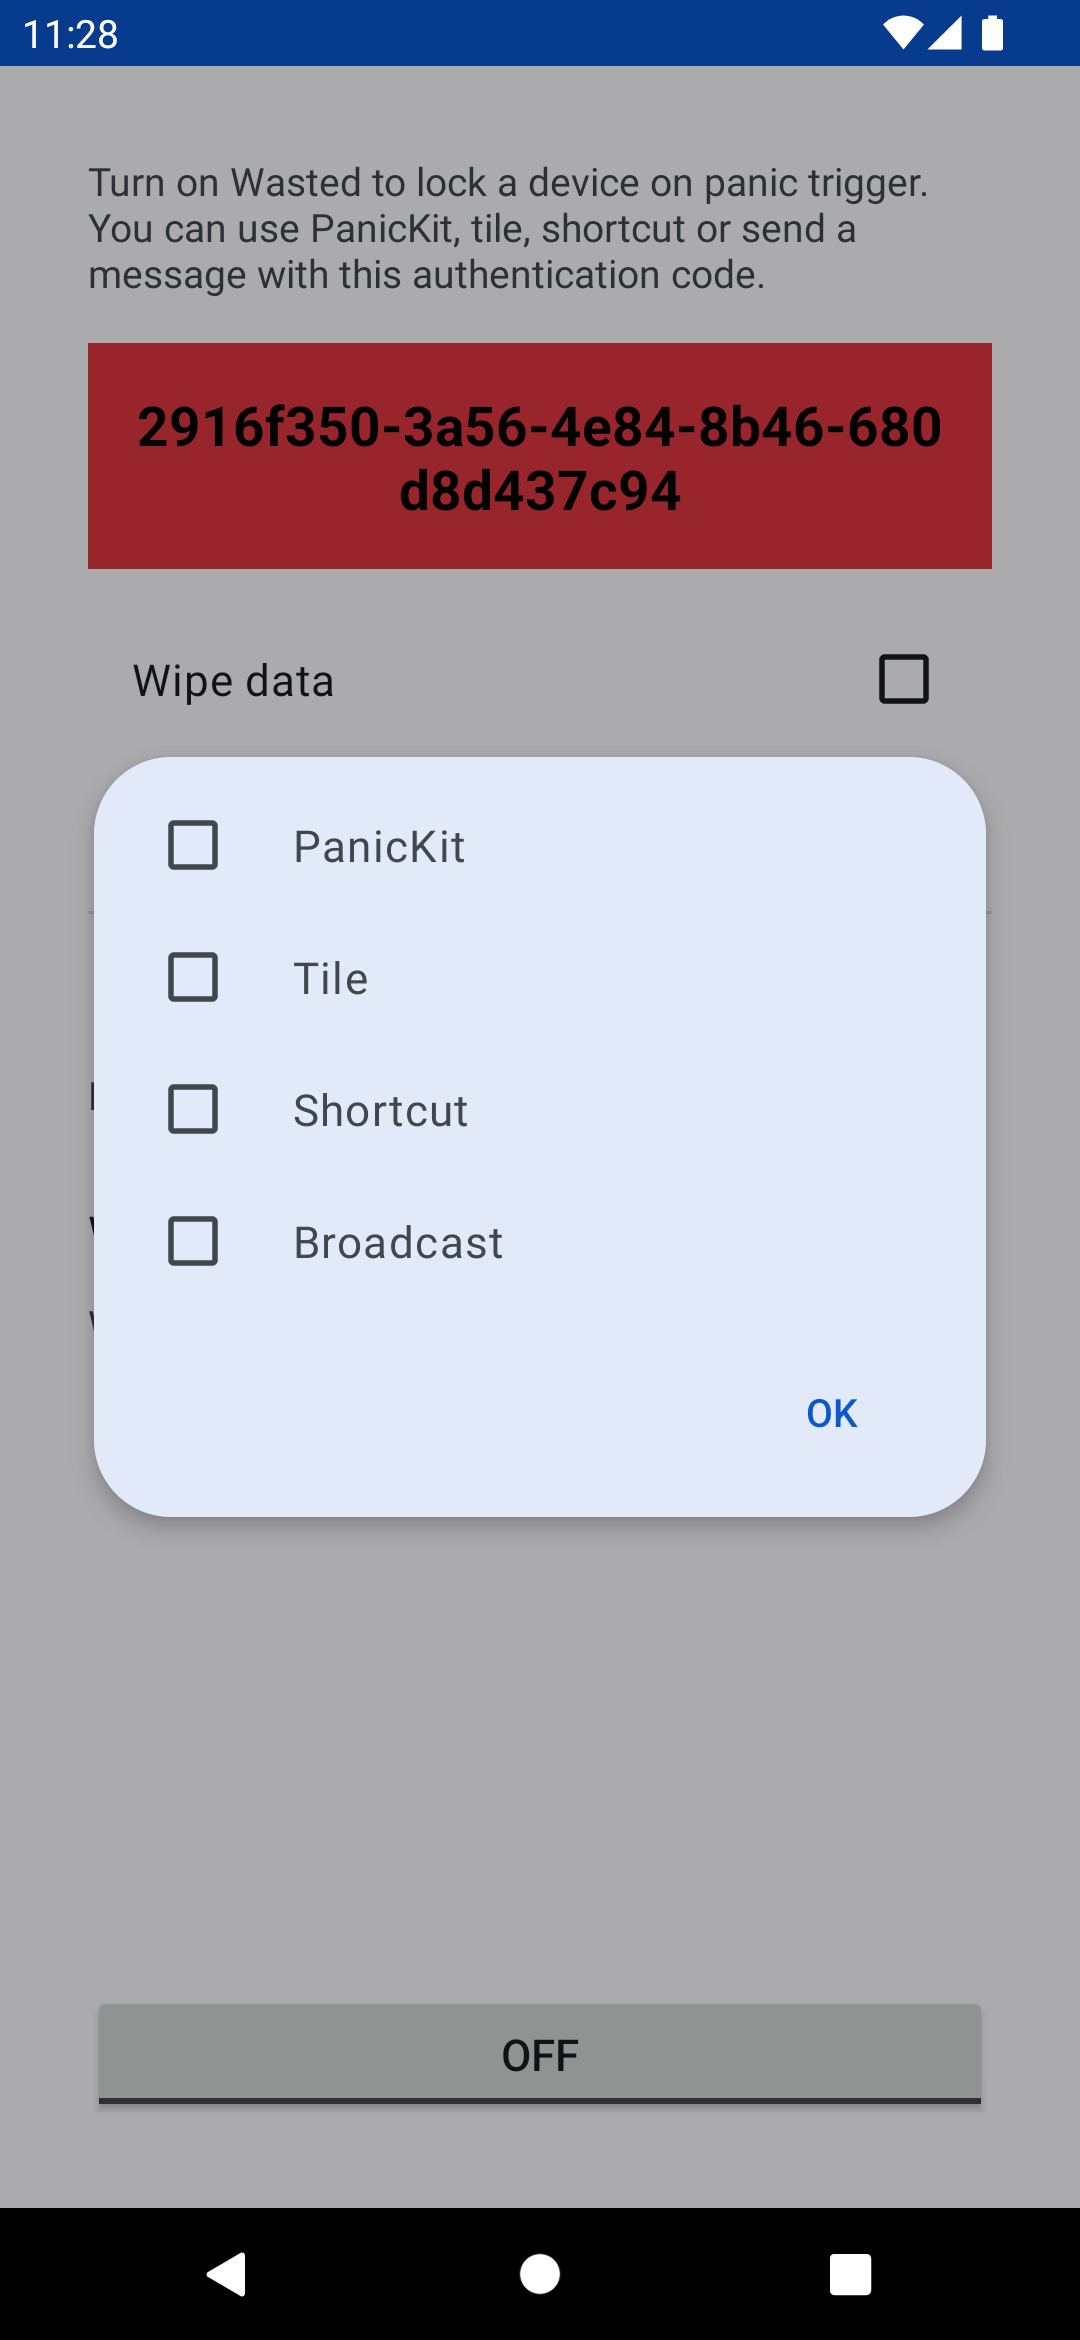 11:28
Turn on Wasted to lock a device on panic trigger.
You can use PanicKit, tile, shortcut or send a
message with this authentication code.
2916f350-3a56-4e84-8b46-680
d8d437c94
Wipe data
PanicKit
Tile
Shortcut
Broadcast
OK
OFF